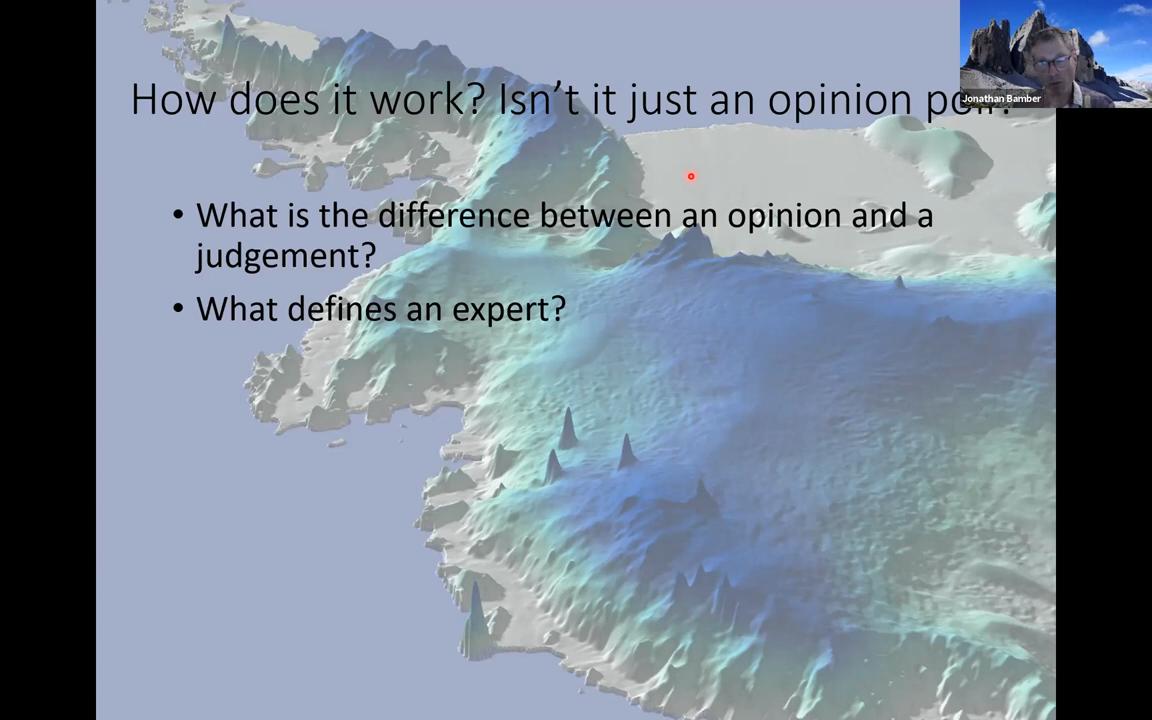 How does it work? Isn't it just an opinion
Jonathan Bamber
• What is the difference between an opinion and a
judgement?
• What defines an expert?